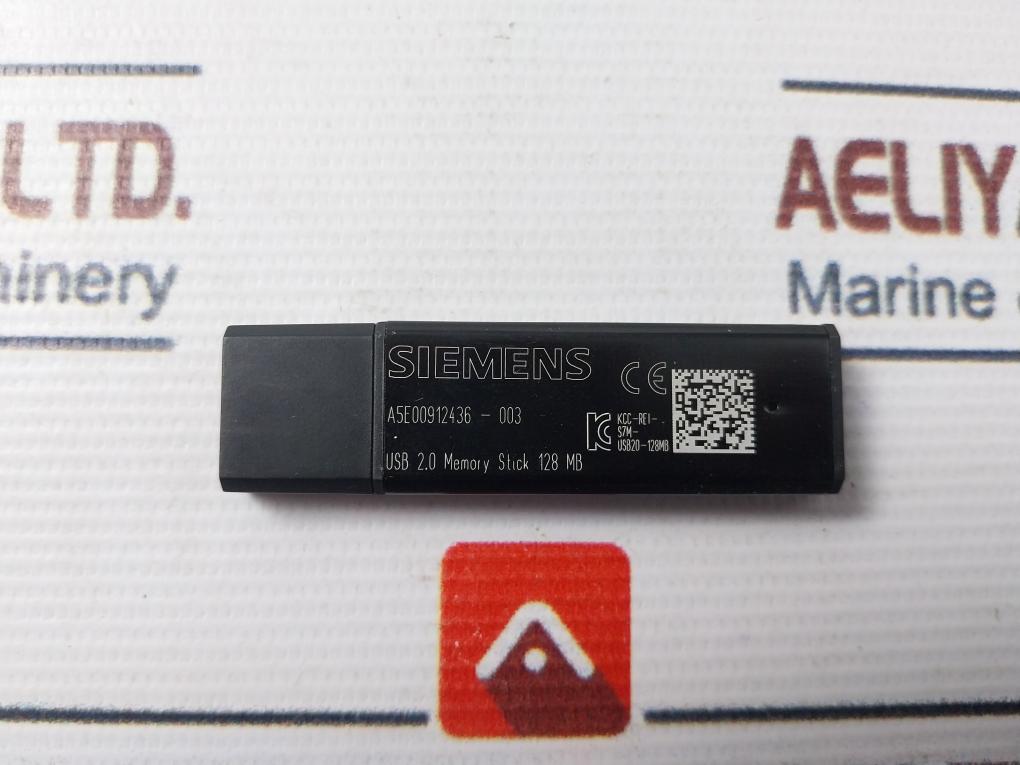 LTD.
AELIY
ainery
Marine &
SIEMENS
CE
A5E00912436 - 003
KCC-REI-
S7M-
USB20-128MB
USB 2.0 Memory Stick 128 MB